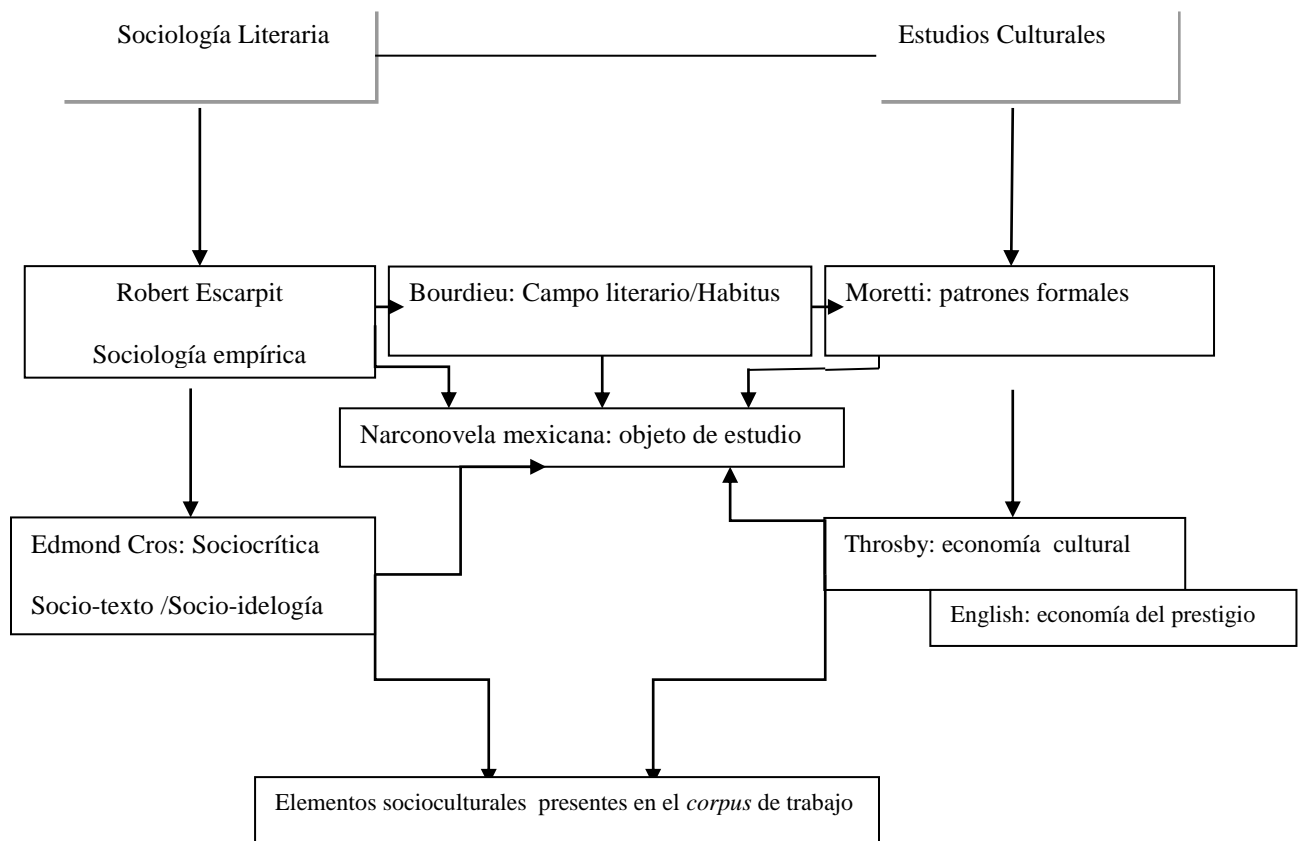 Sociología Literaria
Estudios Culturales
Robert Escarpit
Sociología empírica
Bourdieu: Campo literario/Habitus
Moretti: patrones formales
Narconovela mexicana: objeto de estudio
Edmond Cros: Sociocrítica
Socio-texto /Socio-idelogía
Throsby: economía cultural
English: economía del prestigio
Elementos socioculturales presentes en el corpus de trabajo